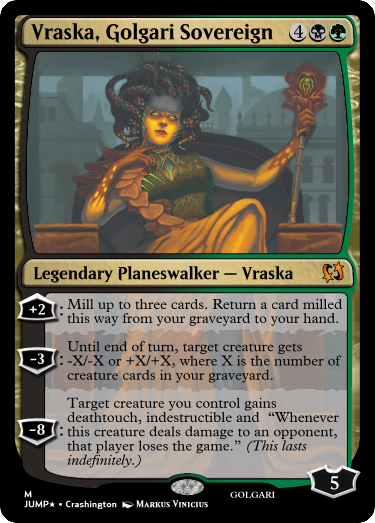 Vraska, Golgari Sovereign 4
Legendary Planeswalker — Vraska
+2: Mill up to three cards. Return a card milled
this way from your graveyard to your hand.
Until end of turn, target creature gets
-3: -X/-X or +X/+X, where X is the number of
creature cards in your graveyard.
Target creature you control gains
deathtouch, indestructible and “Whenever
-8: this creature deals damage to an opponent,
that player loses the game.” (This lasts
indefinitely.)
5
M
JUMP★ • Crashington Markus Vinicius GOLGARI